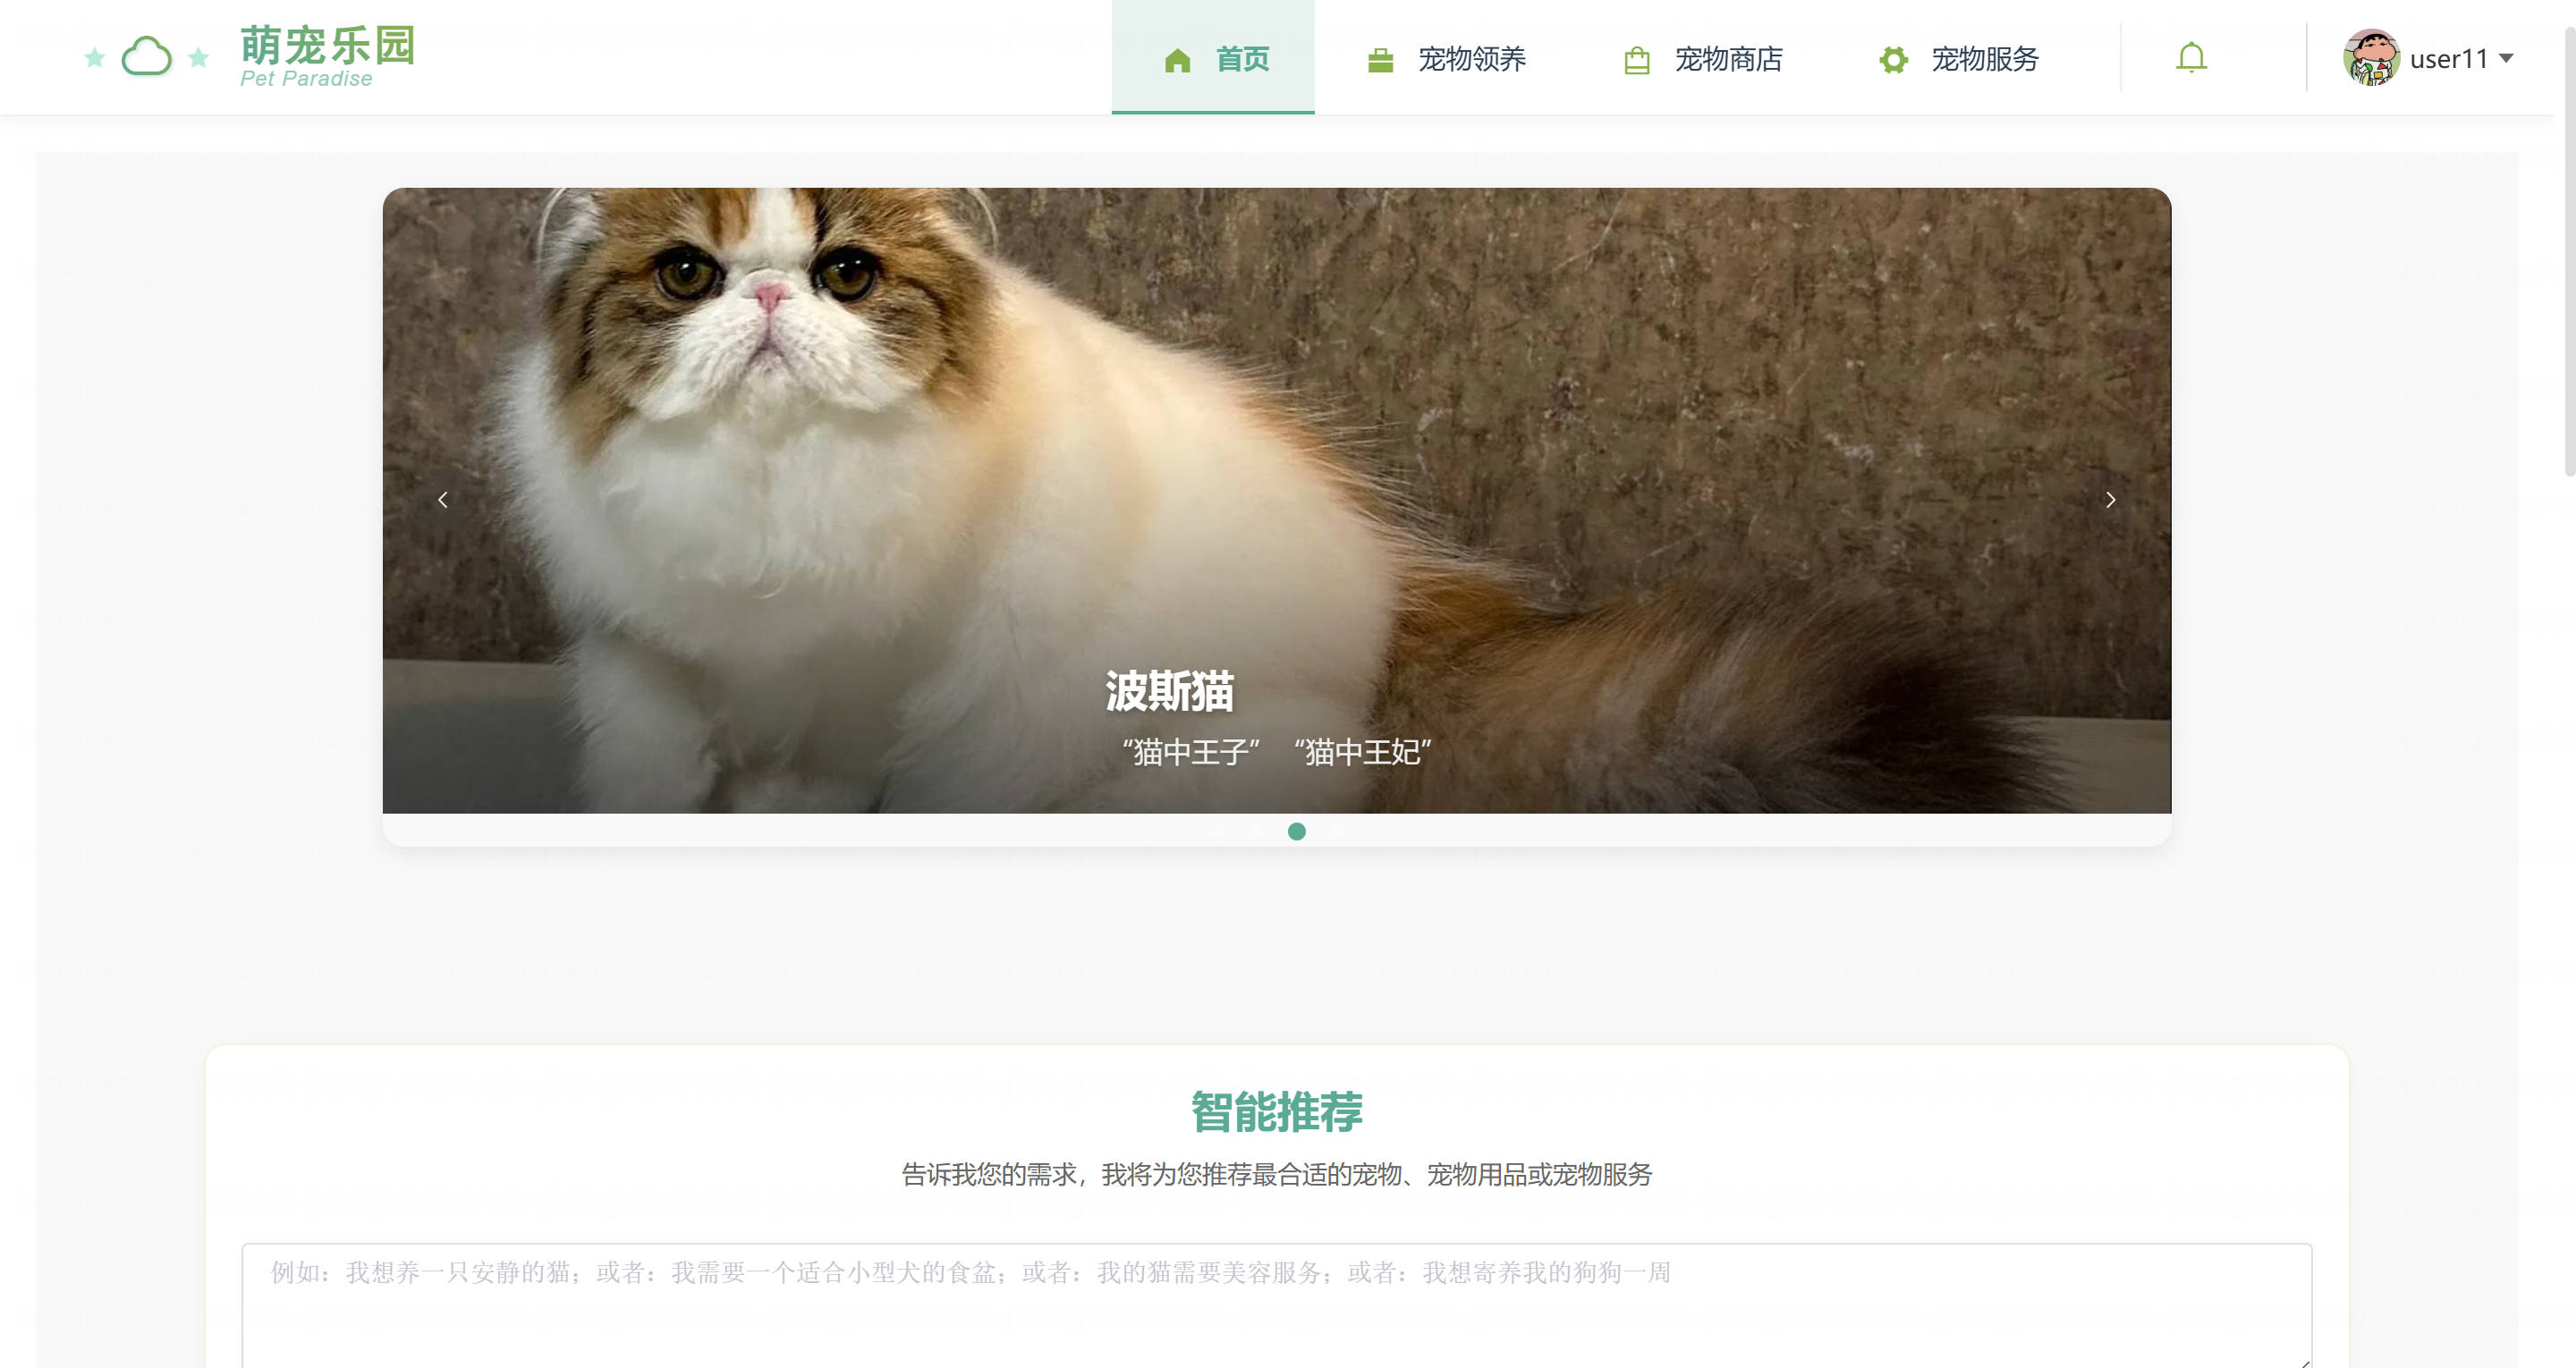 萌宠乐园
Pet Paradise
首页
宠物领养
宠物商店
宠物服务
user11
波斯猫
“猫中王子” “猫中王妃”
智能推荐
告诉我您的需求，我将为您推荐最合适的宠物、宠物用品或宠物服务
例如：我想养一只安静的猫；或者：我需要一个适合小型犬的食盆；或者：我的猫需要美容服务；或者：我想寄养我的狗狗一周